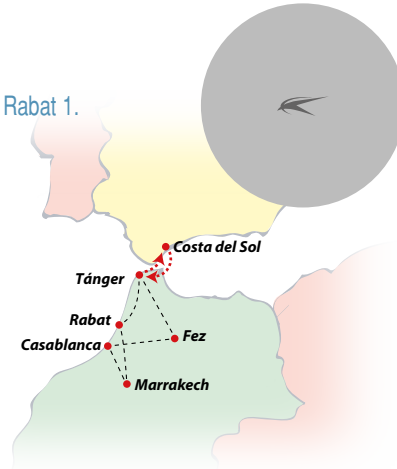 Rabat 1.
Costa del Sol
Tánger
Rabat
Fez
Casablanca
Marrakech